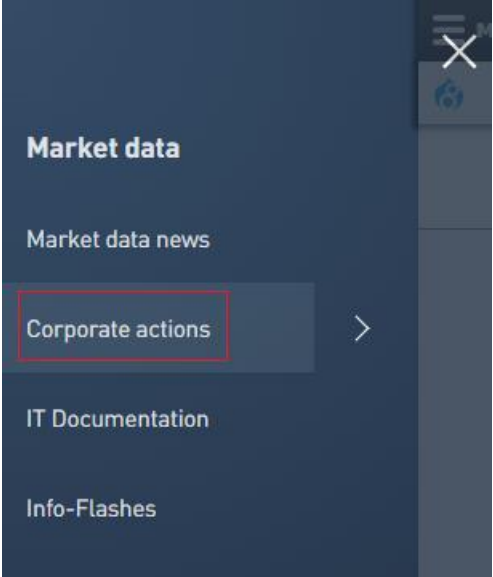 Market data
Market data news
Corporate actions
IT Documentation
Info-Flashes